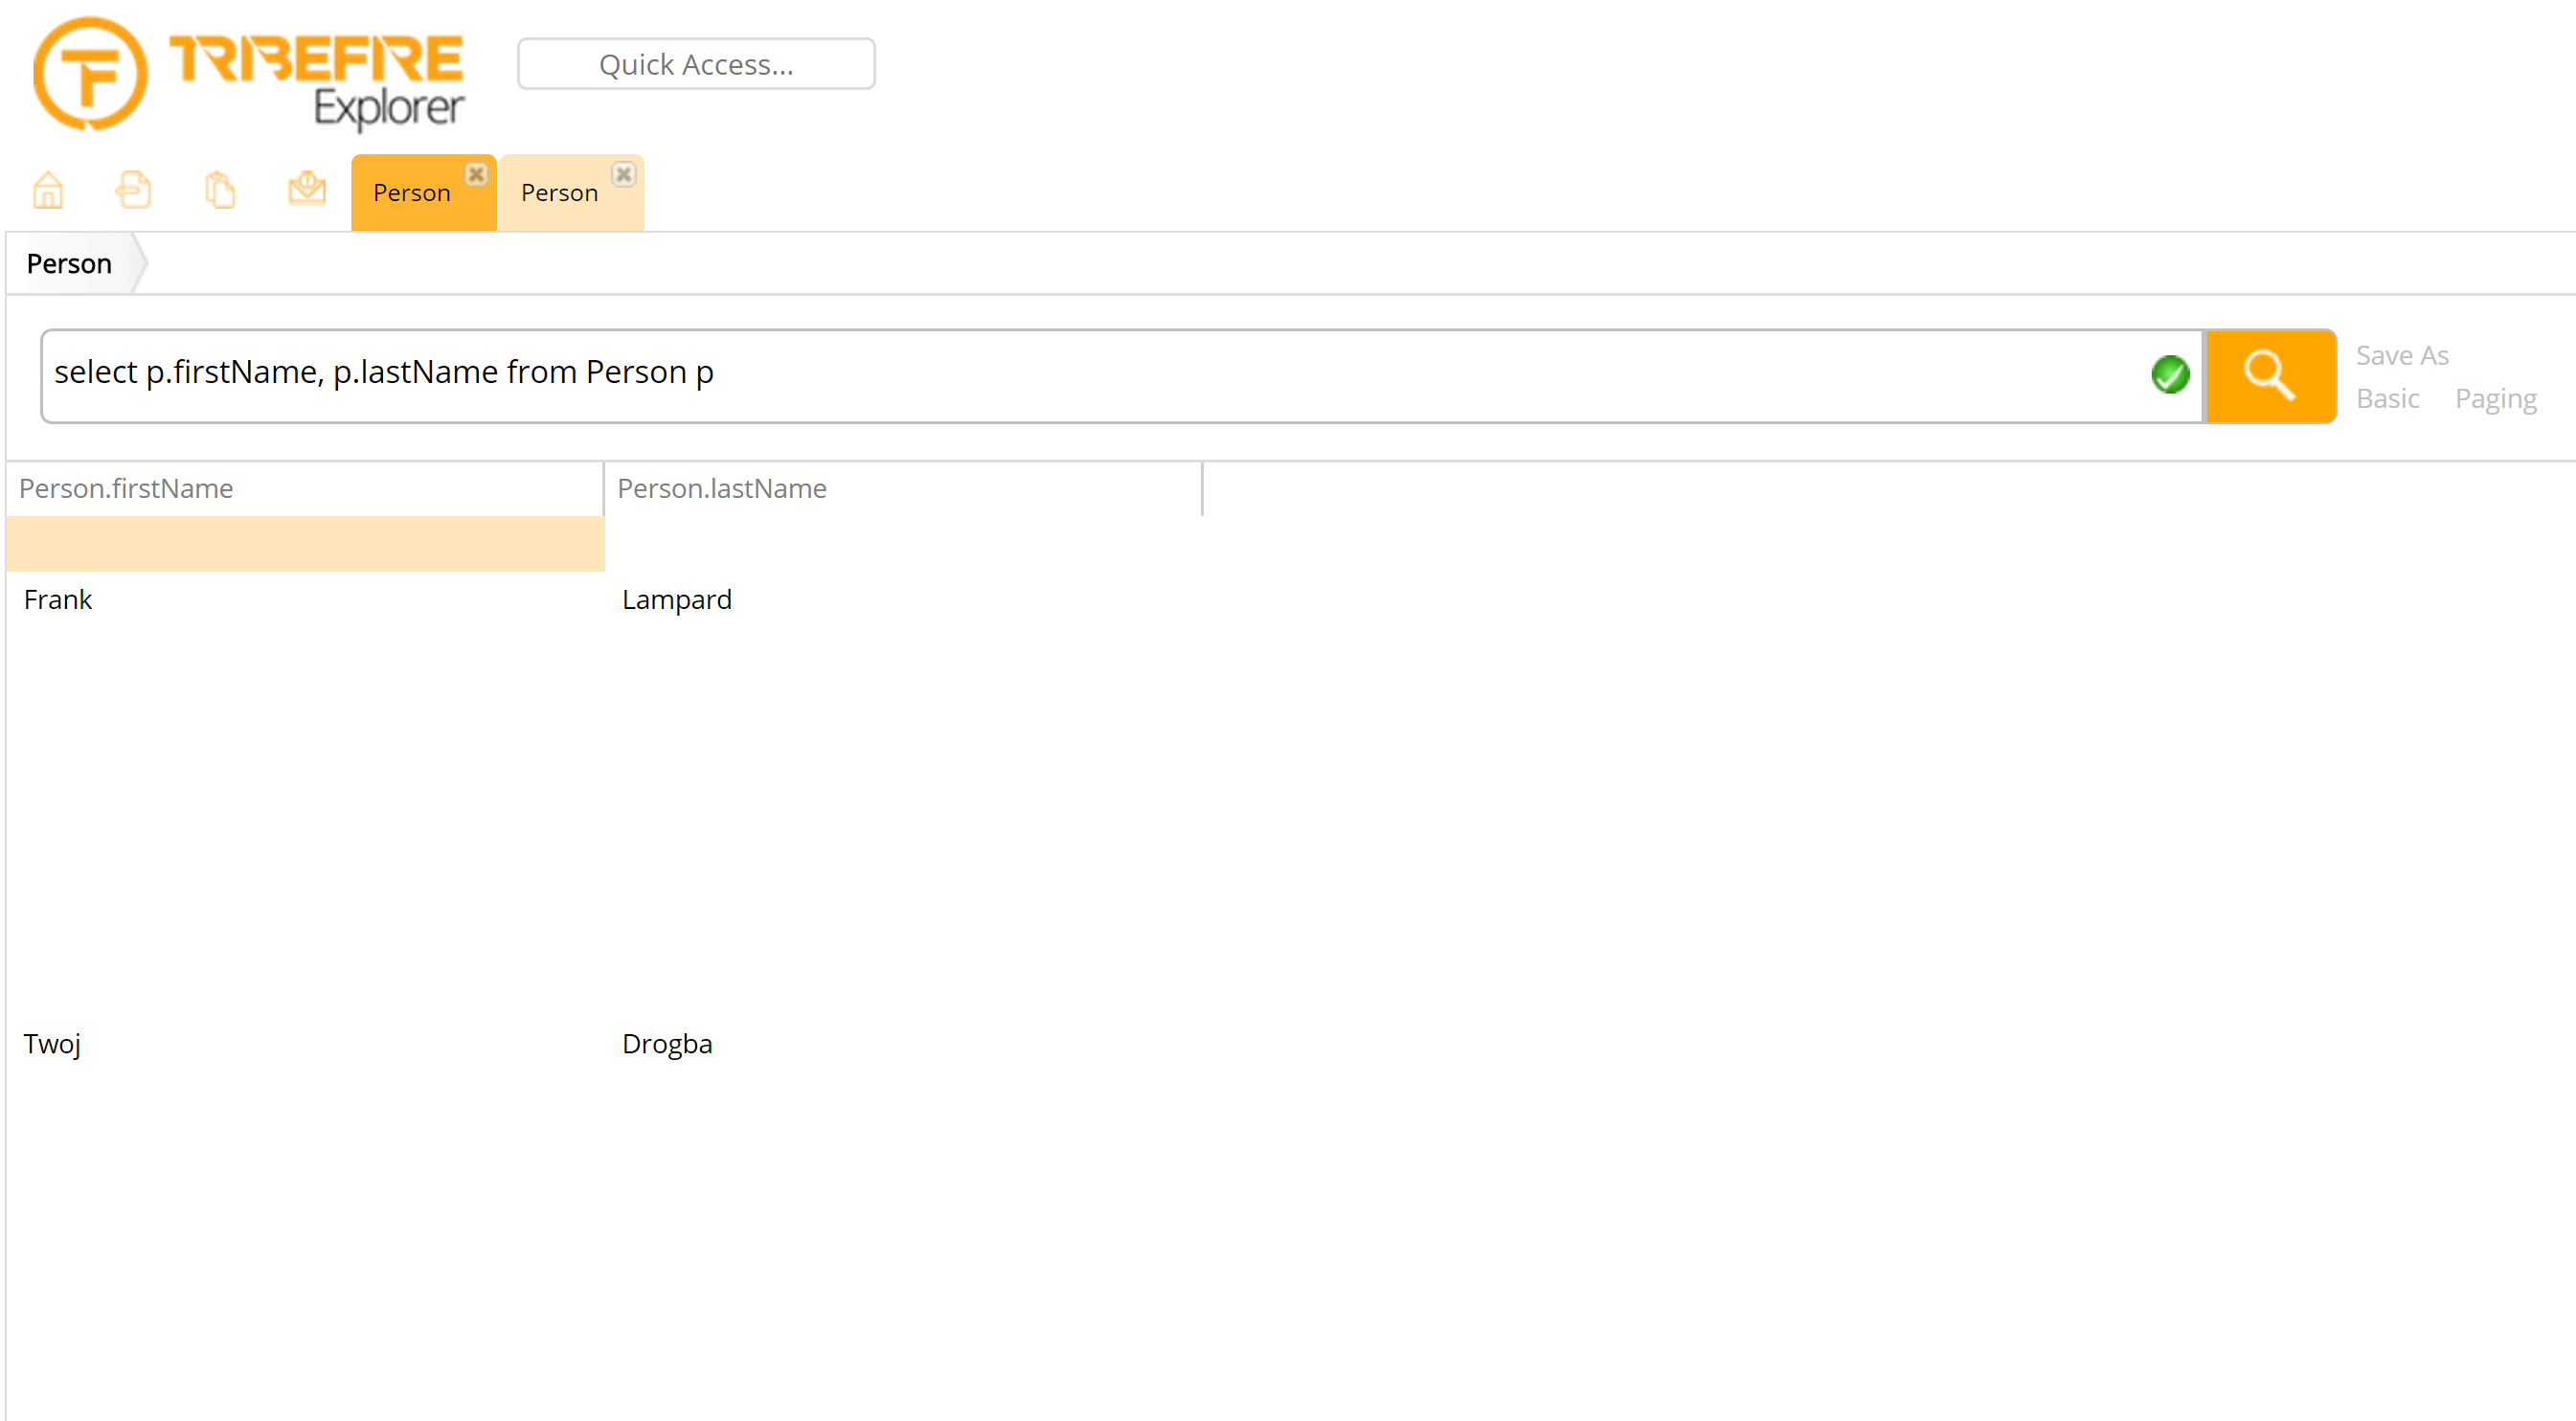 TRIBEFIRE
Explorer
Quick Access...
Person Person
Person
select p.firstName, p.lastName from Person p
Save As
Basic Paging
Person.firstName Person.lastName
Frank Lampard
Twoj Drogba